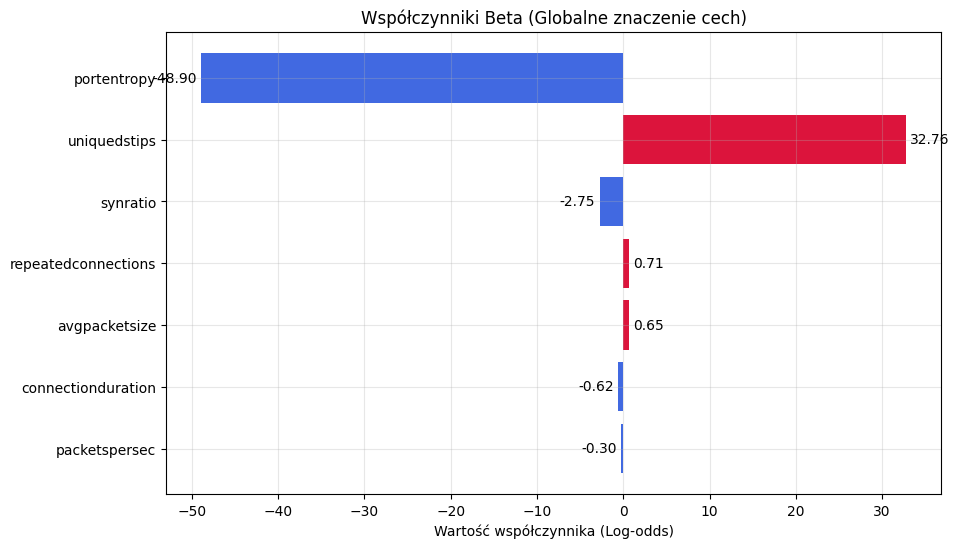 Współczynniki Beta (Globalne znaczenie cech)
portentropy -48.90
uniquedstips 32.76
synratio -2.75
repeatedconnections 0.71
avgpacketsize 0.65
connectionduration -0.62
packetspersec -0.30
−50 −40 −30 −20 −10 0 10 20 30
Wartość współczynnika (Log-odds)